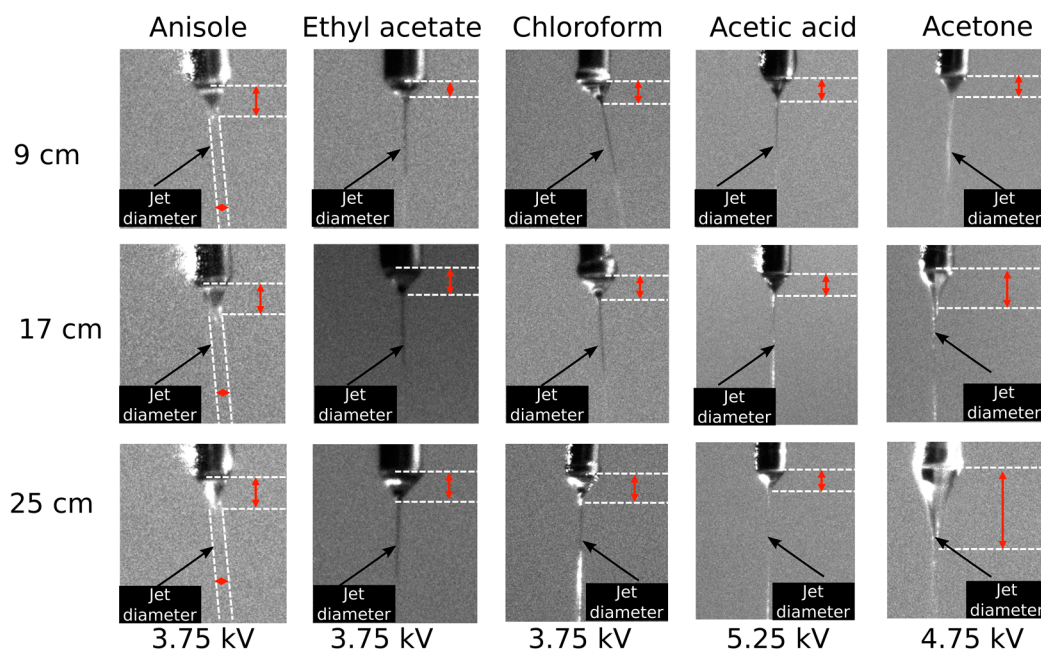 Anisole
Ethyl acetate
Chloroform
Acetic acid
Acetone
9 cm
Jet
diameter
Jet
diameter
Jet
diameter
Jet
diameter
Jet
diameter
17 cm
Jet
diameter
Jet
diameter
Jet
diameter
Jet
diameter
Jet
diameter
25 cm
Jet
diameter
Jet
diameter
Jet
diameter
Jet
diameter
Jet
diameter
3.75 kV
3.75 kV
3.75 kV
5.25 kV
4.75 kV